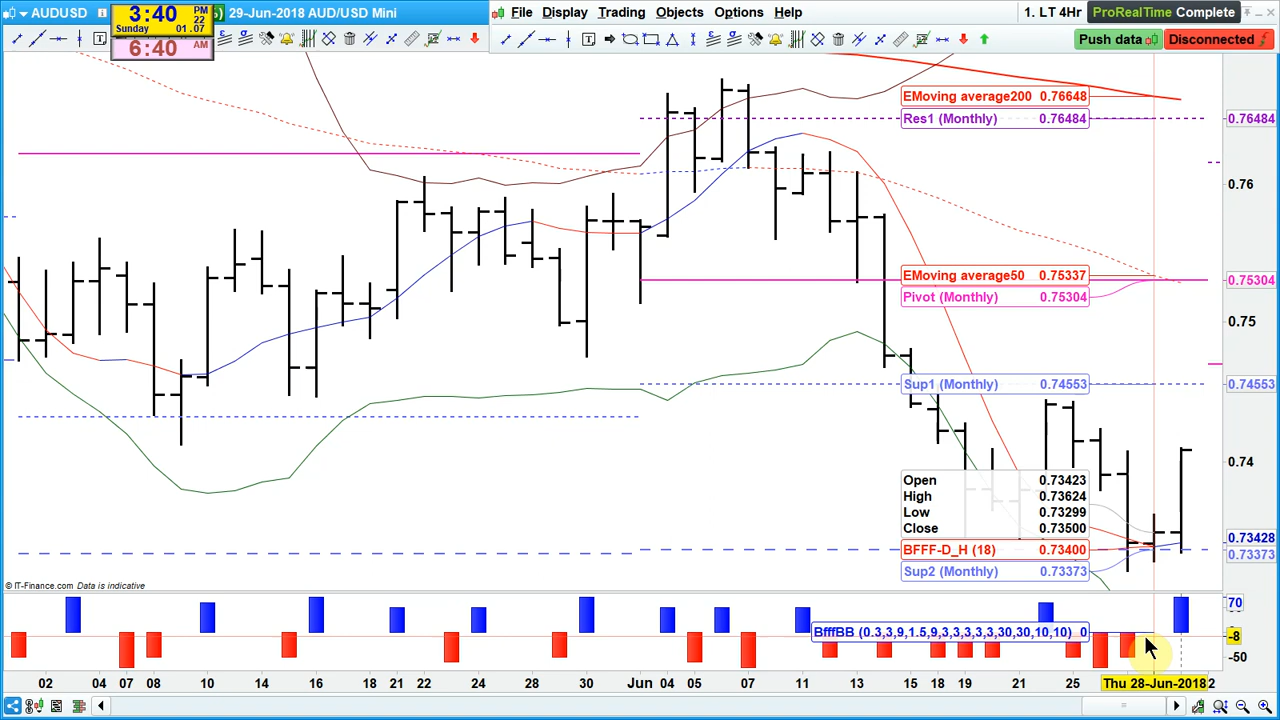 AUDUSD
29-Jun-2018 AUD/USD Mini
3:40 PM 22
Sunday 01.07
6:40 AM
File Display Trading Objects Options Help
1. LT 4Hr
ProRealTime Complete
Push data
Disconnected
EMoving average200 0.76648
Res1 (Monthly) 0.76484
0.76484
0.76
EMoving average50 0.75337
Pivot (Monthly) 0.75304
0.75304
0.75
Sup1 (Monthly) 0.74553
0.74553
0.74
Open 0.73423
High 0.73624
Low 0.73299
Close 0.73500
BFFF-D_H (18) 0.73400
Sup2 (Monthly) 0.73373
0.73428
0.73373
© IT-Finance.com Data is indicative
BfffBB (0.3,3,9,1.5,9,3,3,3,3,3,30,30,10,10) 0
70
-8
-50
02 04 07 08 10 14 16 18 21 22 24 28 30 Jun 04 05 07 11 13 15 18 19 21 25 Thu 28-Jun-2018 2